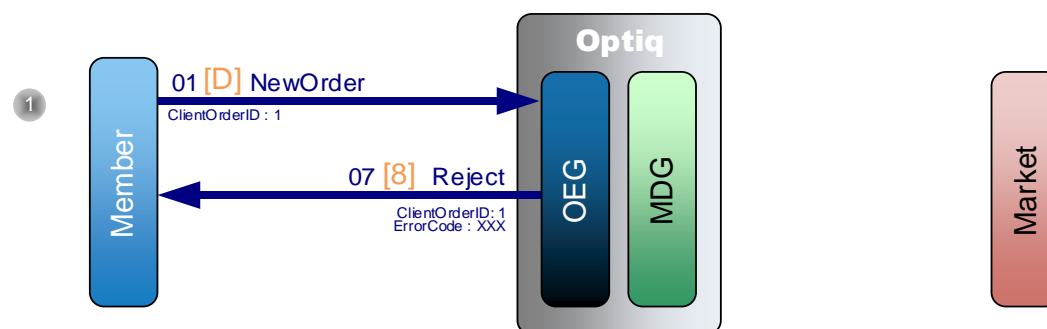 Optiq
1
01 [D] NewOrder
ClientOrderID : 1
Member
07 [8] Reject
ClientOrderID: 1
ErrorCode : XXX
OEG
MDG
Market